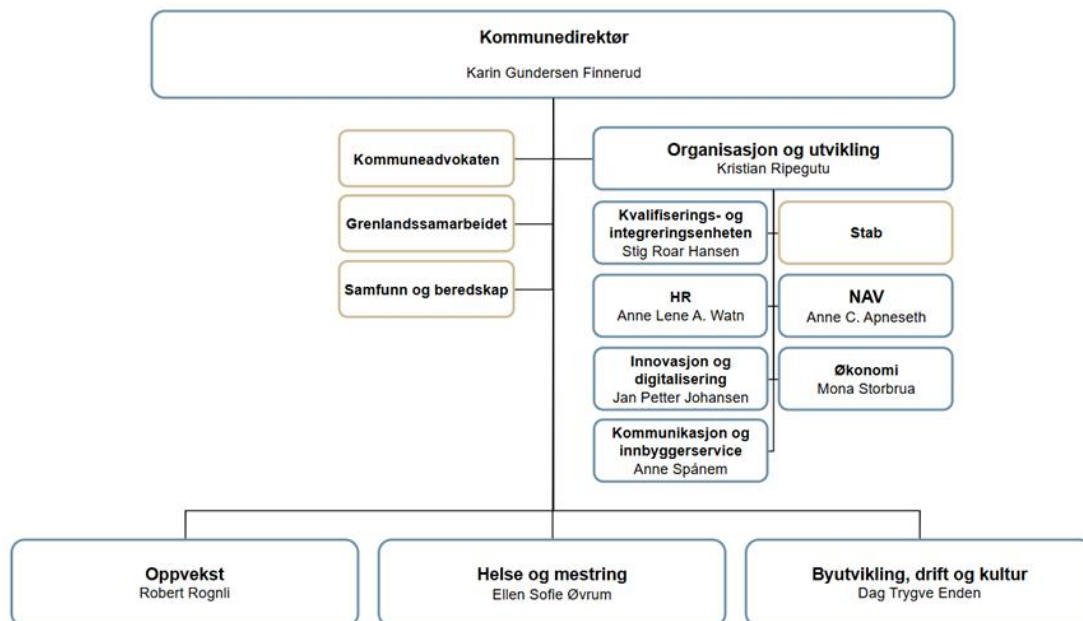 Kommunedirektør
Karin Gundersen Finnerud
Kommuneadvokaten
Grenlandssamarbeidet
Samfunn og beredskap
Organisasjon og utvikling
Kristian Ripegutu
Kvalifiserings- og
integreringsenheten
Stig Roar Hansen
Stab
HR
Anne Lene A. Watn
NAV
Anne C. Apneseth
Innovasjon og
digitalisering
Jan Petter Johansen
Økonomi
Mona Storbrua
Kommunikasjon og
innbyggerservice
Anne Spånem
Oppvekst
Robert Rognli
Helse og mestring
Ellen Sofie Øvrum
Byutvikling, drift og kultur
Dag Trygve Enden